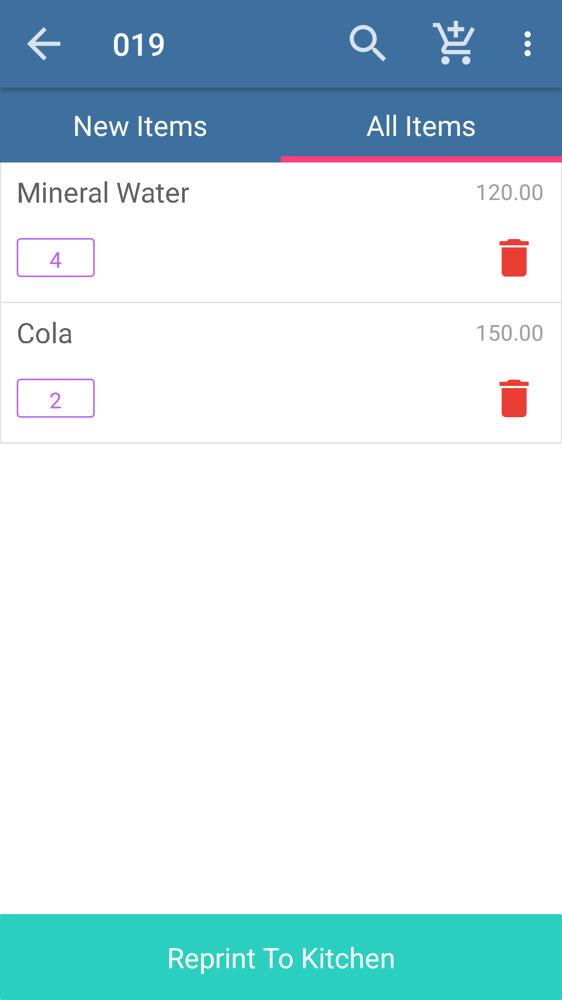 019
New Items
All Items
Mineral Water
120.00
4
Cola
150.00
2
Reprint To Kitchen